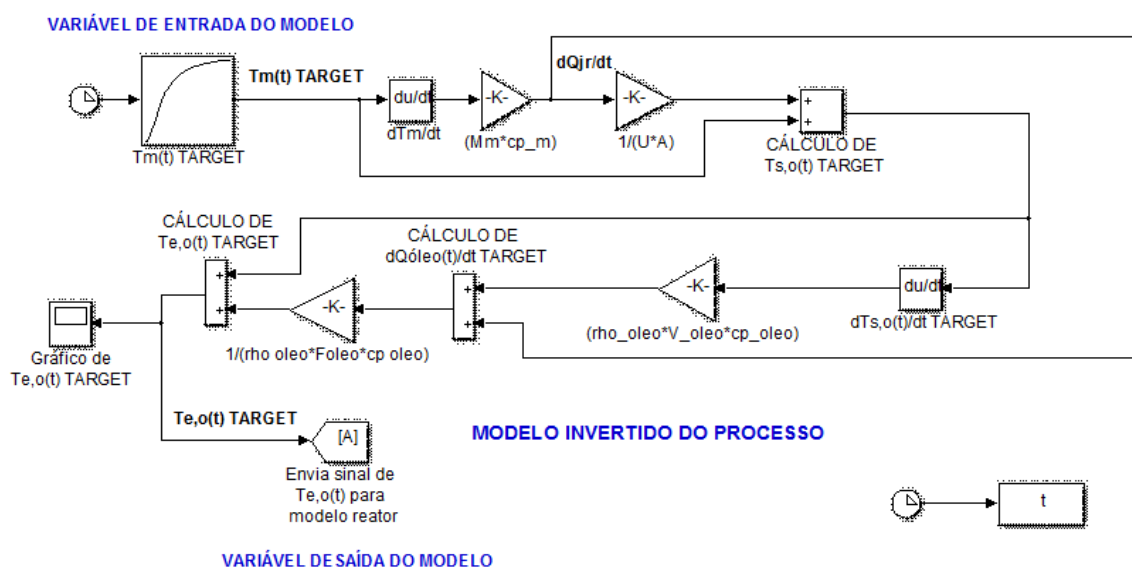 VARIÁVEL DE ENTRADA DO MODELO
Tm(t) TARGET
Tm(t) TARGET
du/dt
dTm/dt
-K-
(Mm*cp_m)
dQjr/dt
-K-
1/(U*A)
+
+
CÁLCULO DE
Ts,o(t) TARGET
CÁLCULO DE
Te,o(t) TARGET
+
+
-K-
1/(rho oleo*Foleo*cp oleo)
CÁLCULO DE
dQóleo(t)/dt TARGET
+
+
-K-
(rho_oleo*V_oleo*cp_oleo)
du/dt
dTs,o(t)/dt TARGET
Gráfico de
Te,o(t) TARGET
Te,o(t) TARGET
[A]
Envia sinal de
Te,o(t) para
modelo reator
MODELO INVERTIDO DO PROCESSO
t
VARIÁVEL DE SAÍDA DO MODELO